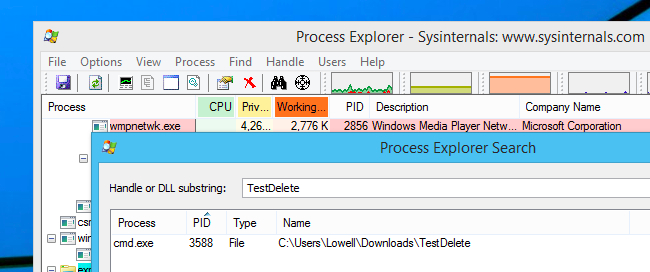 Process Explorer - Sysinternals: www.sysinternals.com
File Options View Process Find Handle Users Help
Process CPU Priv... Working... PID Description Company Name
wmpnetwk.exe 4,26... 2,776 K 2856 Windows Media Player Netw... Microsoft Corporation
Process Explorer Search
Handle or DLL substring: TestDelete
Process PID Type Name
cmd.exe 3588 File C:\Users\Lowell\Downloads\TestDelete
csr
win
exp